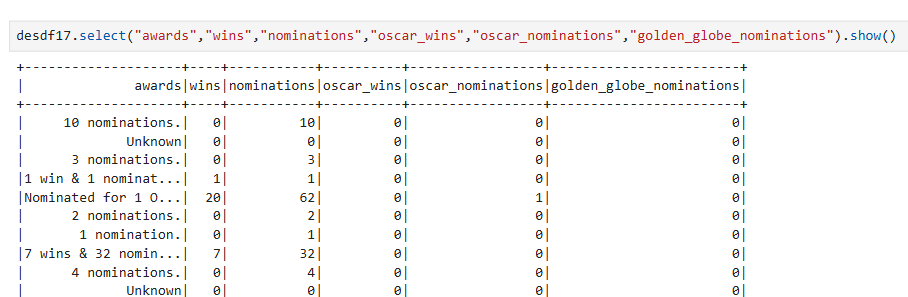 desdf17.select("awards","wins","nominations","oscar_wins","oscar_nominations","golden_globe_nominations").show()
+--------------------+----+-----------+----------+-----------------+------------------------+
|              awards|wins|nominations|oscar_wins|oscar_nominations|golden_globe_nominations|
+--------------------+----+-----------+----------+-----------------+------------------------+
|     10 nominations.|   0|         10|         0|                0|                       0|
|             Unknown|   0|          0|         0|                0|                       0|
|      3 nominations.|   0|          3|         0|                0|                       0|
|1 win & 1 nominat...|   1|          1|         0|                0|                       0|
|Nominated for 1 O...|  20|         62|         0|                1|                       0|
|      2 nominations.|   0|          2|         0|                0|                       0|
|       1 nomination.|   0|          1|         0|                0|                       0|
|7 wins & 32 nomin...|   7|         32|         0|                0|                       0|
|      4 nominations.|   0|          4|         0|                0|                       0|
|             Unknown|   0|          0|         0|                0|                       0|